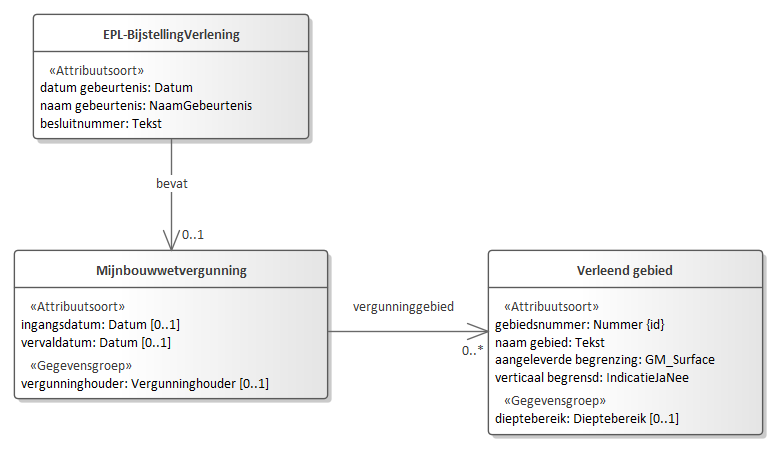 EPL-BijstellingVerlening
«Attribuutsoort»
datum gebeurtenis: Datum
naam gebeurtenis: NaamGebeurtenis
besluitnummer: Tekst
bevat
0..1
Mijnbouwwetvergunning
«Attribuutsoort»
ingangsdatum: Datum [0..1]
vervaldatum: Datum [0..1]
«Gegevensgroep»
vergunninghouder: Vergunninghouder [0..1]
vergunninggebied
0..*
Verleend gebied
«Attribuutsoort»
gebiedsnummer: Nummer {id}
naam gebied: Tekst
aangeleverde begrenzing: GM_Surface
verticaal begrensd: IndicatieJaNee
«Gegevensgroep»
dieptebereik: Dieptebereik [0..1]